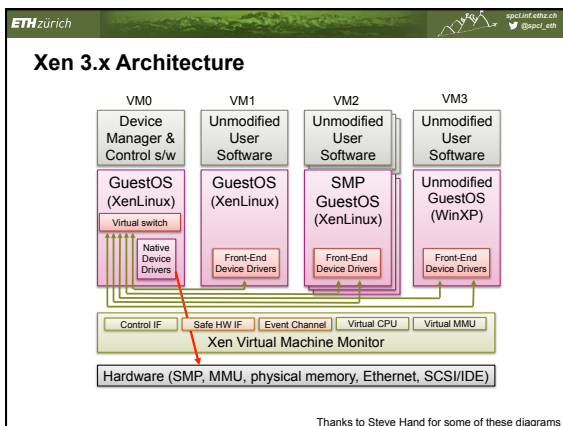 ETH zürich
spcl.inf.ethz.ch
@spcl_eth
Xen 3.x Architecture
VM0
VM1
VM2
VM3
Device
Manager &
Control s/w
Unmodified
User
Software
Unmodified
User
Software
Unmodified
User
Software
GuestOS
(XenLinux)
Virtual switch
Native
Device
Drivers
GuestOS
(XenLinux)
Front-End
Device Drivers
SMP
GuestOS
(XenLinux)
Front-End
Device Drivers
Unmodified
GuestOS
(WinXP)
Front-End
Device Drivers
Control IF
Safe HW IF
Event Channel
Virtual CPU
Virtual MMU
Xen Virtual Machine Monitor
Hardware (SMP, MMU, physical memory, Ethernet, SCSI/IDE)
Thanks to Steve Hand for some of these diagrams